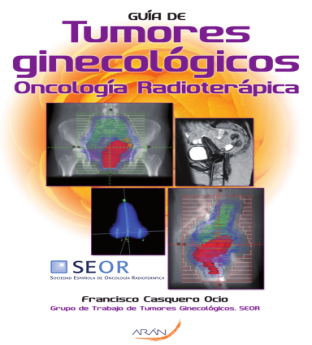 GUÍA DE
Tumores
ginecológicos
Oncología Radioterápica
SEOR
SOCIEDAD ESPAÑOLA DE ONCOLOGÍA RADIOTERÁPICA
Francisco Casquero Ocio
Grupo de Trabajo de Tumores Ginecológicos. SEOR
ARÁN